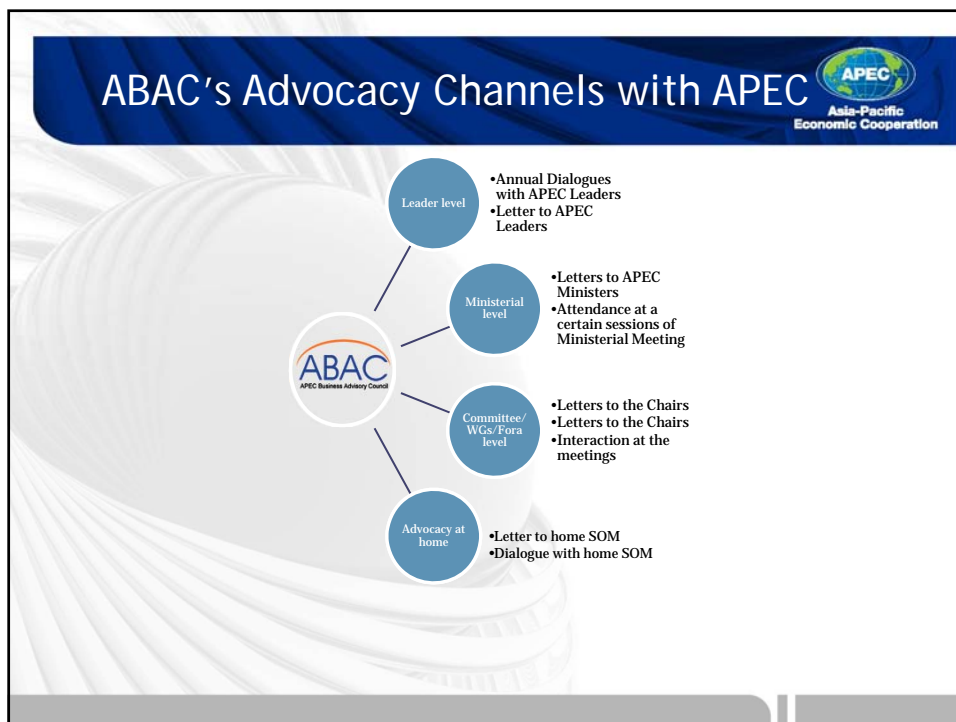 ABAC's Advocacy Channels with APEC
APEC
Asia-Pacific
Economic Cooperation
Leader level
•Annual Dialogues
with APEC Leaders
•Letter to APEC
Leaders
Ministerial
level
•Letters to APEC
Ministers
•Attendance at a
certain sessions of
Ministerial Meeting
ABAC
APEC Business Advisory Council
Committee/
WGs/Fora
level
•Letters to the Chairs
•Letters to the Chairs
•Interaction at the
meetings
Advocacy at
home
•Letter to home SOM
•Dialogue with home SOM